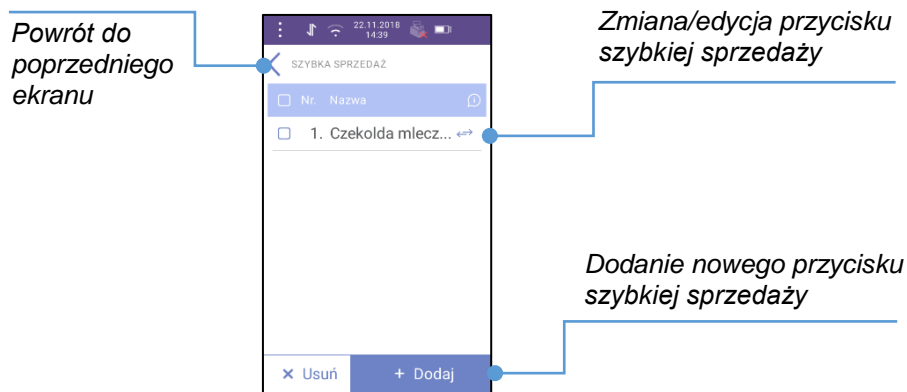 Powrót do
poprzedniego
ekranu
22.11.2018
14:39
SZYBKA SPRZEDAŻ
Nr. Nazwa
1. Czekolda mlecz...
✕ Usuń
+ Dodaj
Zmiana/edycja przycisku
szybkiej sprzedaży
Dodanie nowego przycisku
szybkiej sprzedaży